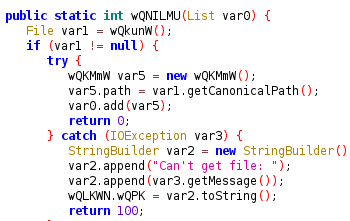 public static int wQNILMU(List var0) {
File var1 = wQkunW();
if (var1 != null) {
try {
wQKMmW var5 = new wQKMmW();
var5.path = var1.getCanonicalPath();
var0.add(var5);
return 0;
} catch (IOException var3) {
StringBuilder var2 = new StringBuilder()
var2.append("Can't get file: ");
var2.append(var3.getMessage());
wQLKWN.wQPK = var2.toString();
return 100;